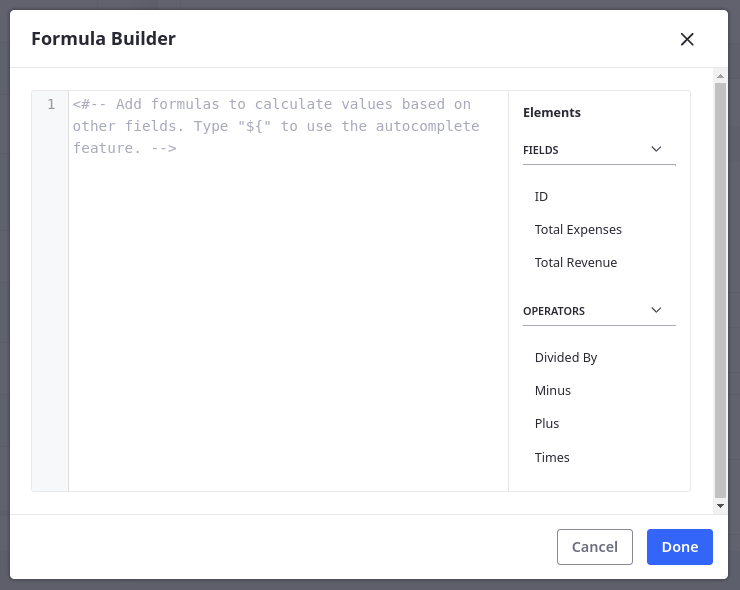 Formula Builder
1
<#-- Add formulas to calculate values based on
other fields. Type "${" to use the autocomplete
feature. -->
Elements
FIELDS
ID
Total Expenses
Total Revenue
OPERATORS
Divided By
Minus
Plus
Times
Cancel
Done